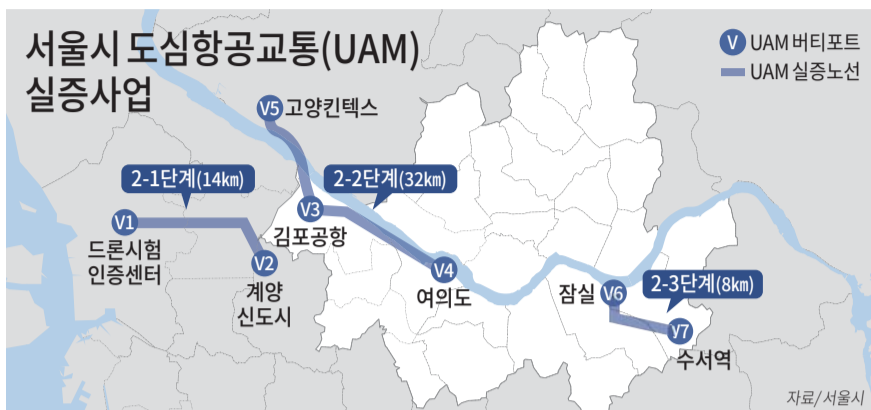 서울시 도심항공교통(UAM)
실증사업
V UAM 버티포트
UAM 실증노선
V5 고양킨텍스
2-1단계(14㎞)
2-2단계(32㎞)
V1
드론시험
인증센터
V2
계양
신도시
V3
김포공항
V4
여의도
잠실 V6
2-3단계(8㎞)
V7
수서역
자료/서울시